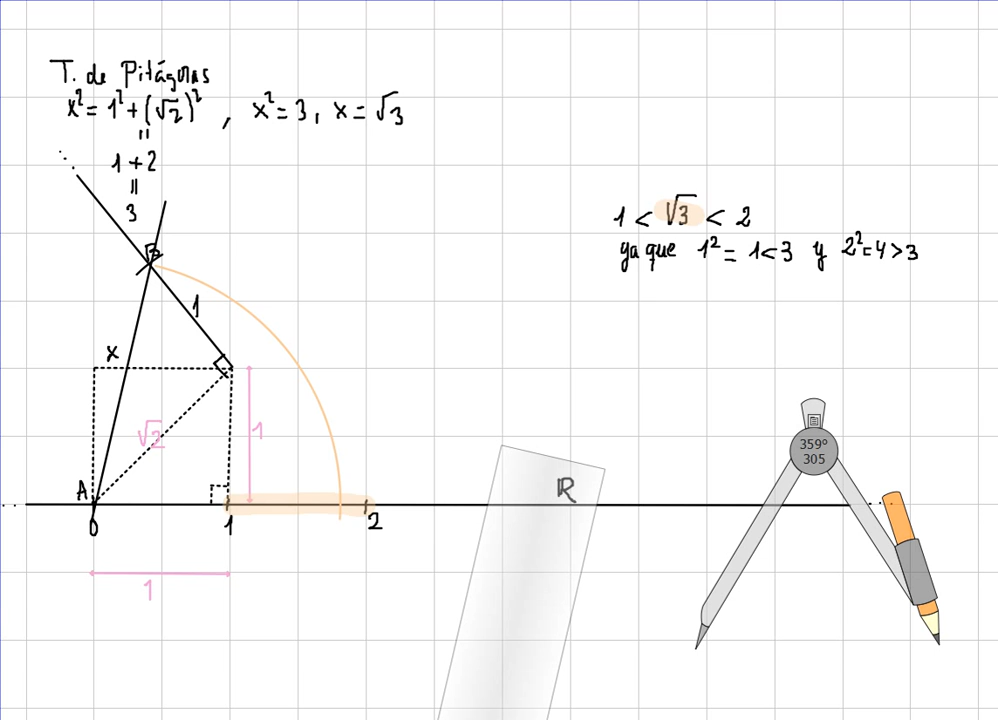 T. de Pitágoras
x² = 1² + (√2)² , x² = 3, x = √3
=
1 + 2
=
3
1 < √3 < 2
ya que 1² = 1 < 3 y 2² = 4 > 3
B
1
x
√2
1
A
0
1
2
1
R
359º
305